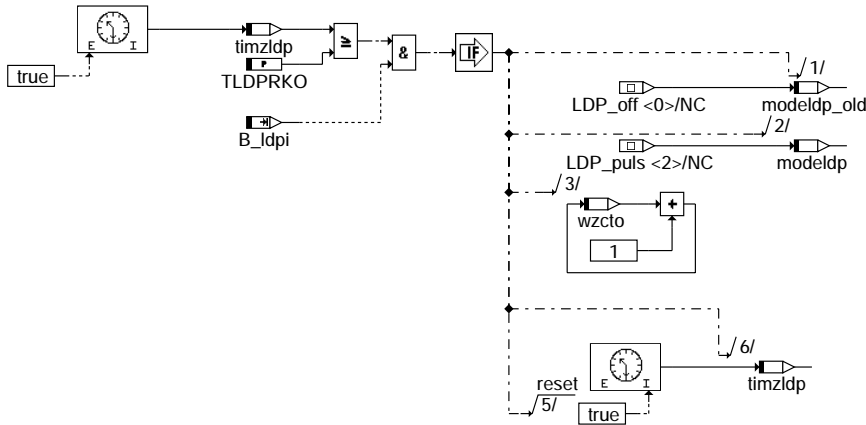 E I
true
timzldp
P
TLDPRKO
≥
B_ldpi
&
IF
1/
LDP_off <0>/NC
modeldp_old
2/
LDP_puls <2>/NC
modeldp
3/
wzcto
+
1
6/
E I
timzldp
reset
5/
true